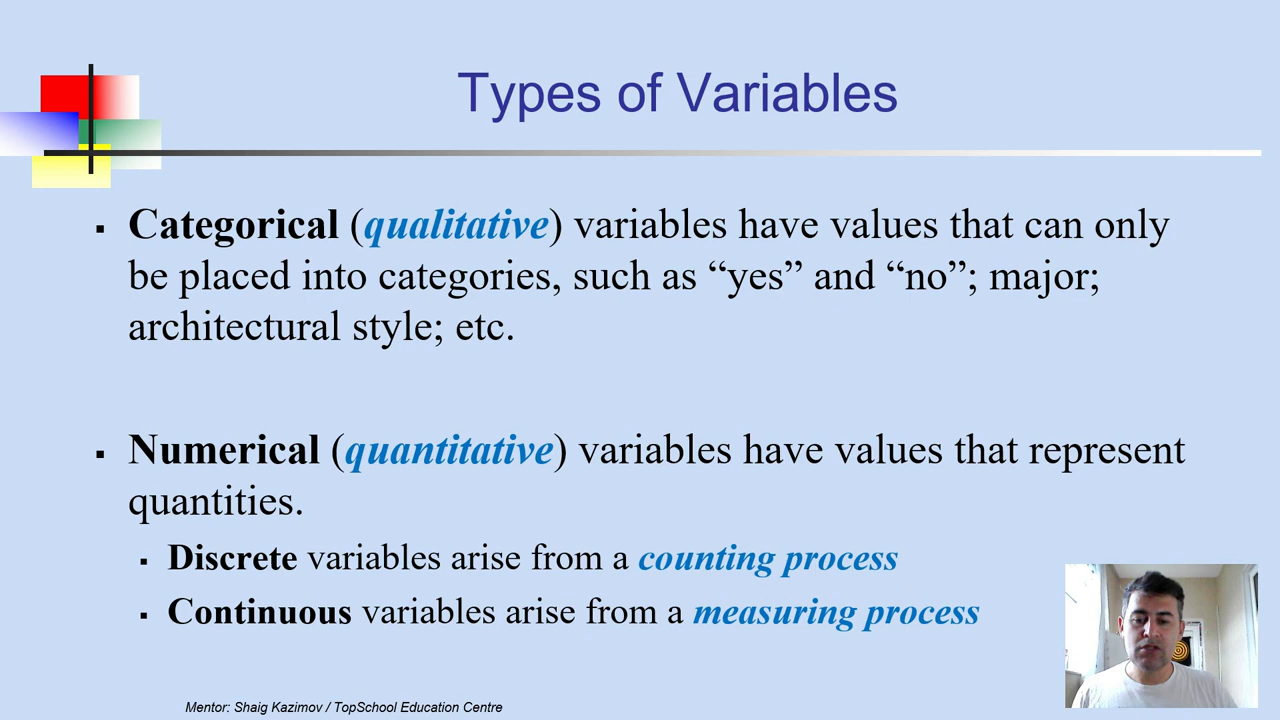 Types of Variables
▪ Categorical (qualitative) variables have values that can only
be placed into categories, such as “yes” and “no”; major;
architectural style; etc.
▪ Numerical (quantitative) variables have values that represent
quantities.
▪ Discrete variables arise from a counting process
▪ Continuous variables arise from a measuring process
Mentor: Shaig Kazimov / TopSchool Education Centre